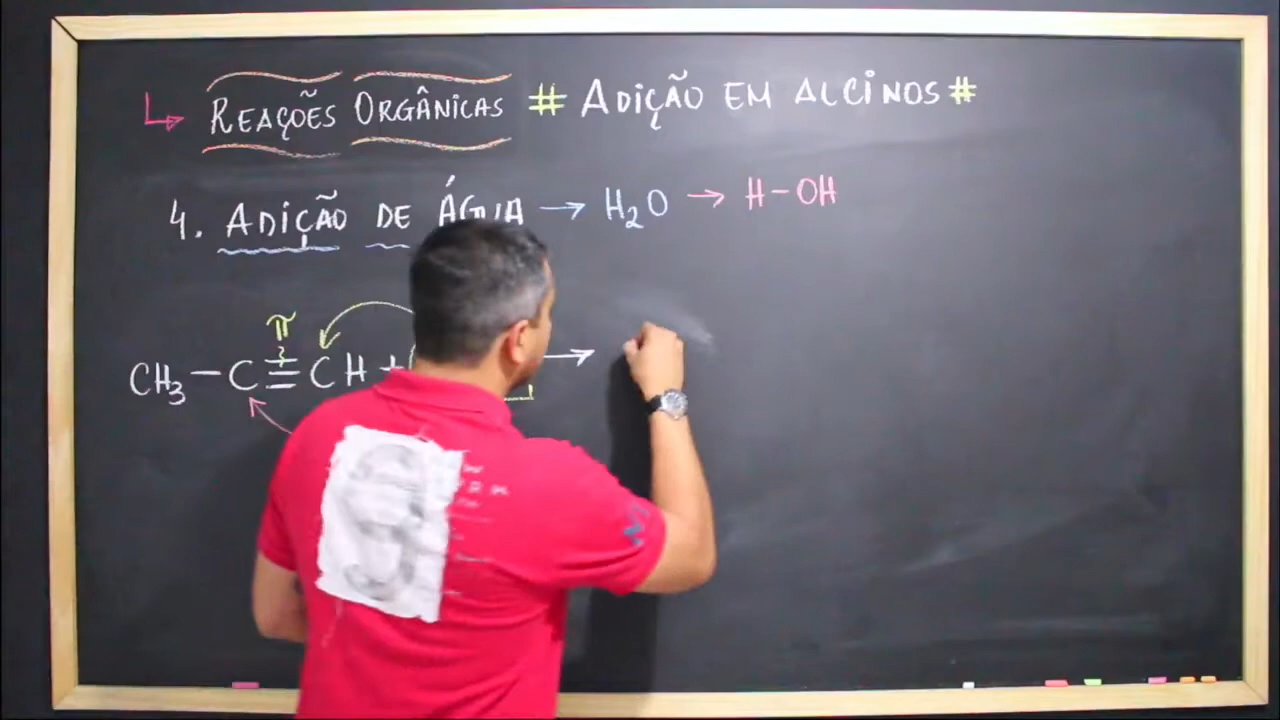 REAÇÕES ORGÂNICAS # ADIÇÃO EM ALCINOS #
4. ADIÇÃO DE ÁGUA → H₂O → H-OH
π
CH₃-C≡CH + →